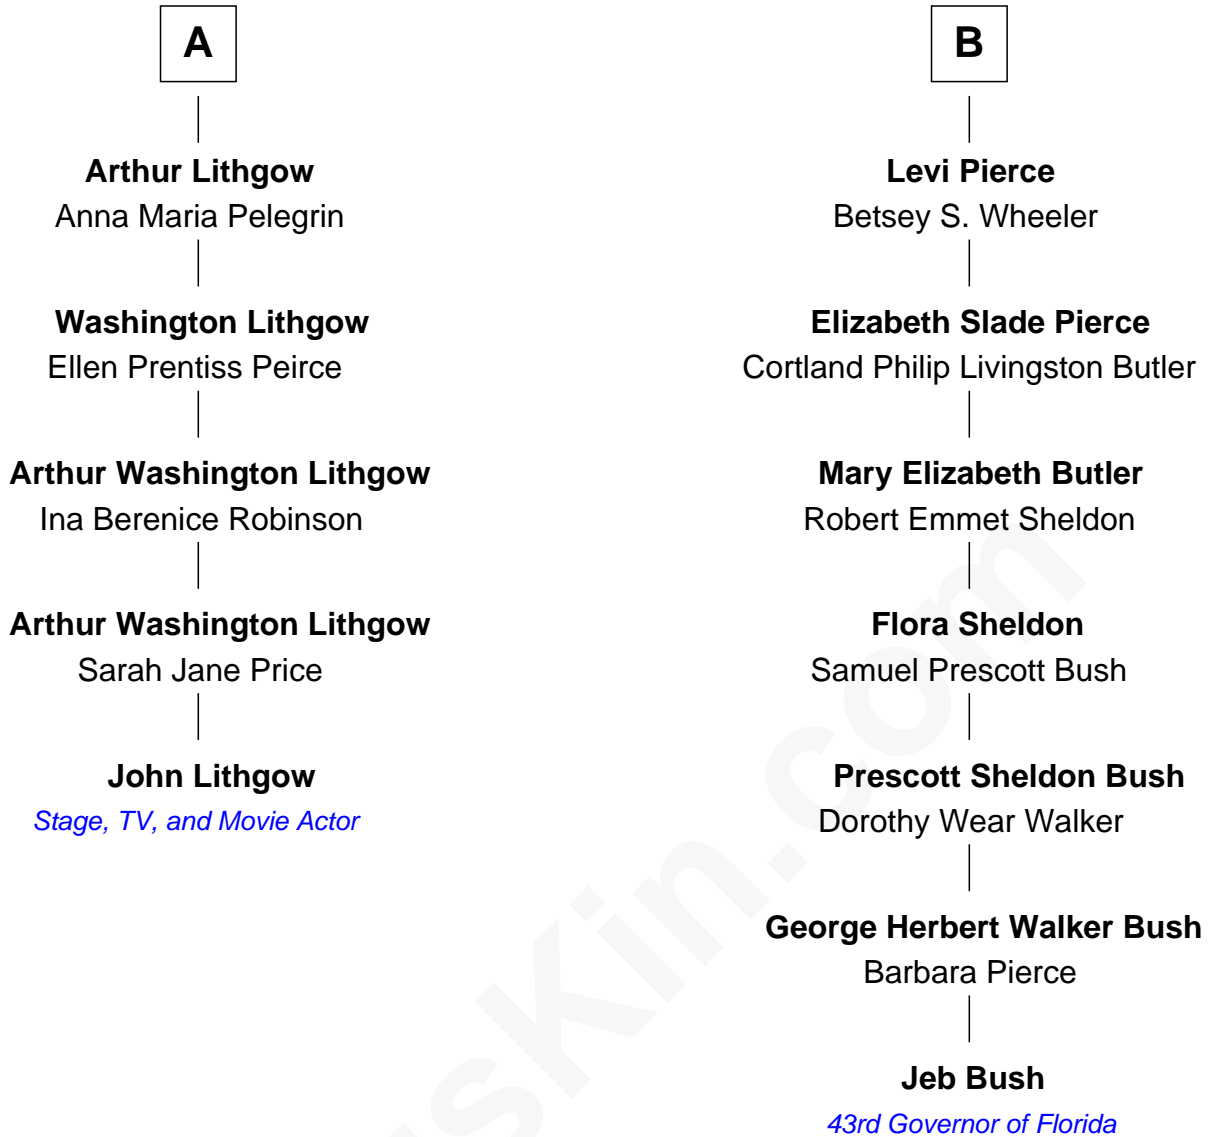 A
Arthur Lithgow
Anna Maria Pelegrin
Washington Lithgow
Ellen Prentiss Peirce
Arthur Washington Lithgow
Ina Berenice Robinson
Arthur Washington Lithgow
Sarah Jane Price
John Lithgow
Stage, TV, and Movie Actor
B
Levi Pierce
Betsey S. Wheeler
Elizabeth Slade Pierce
Cortland Philip Livingston Butler
Mary Elizabeth Butler
Robert Emmet Sheldon
Flora Sheldon
Samuel Prescott Bush
Prescott Sheldon Bush
Dorothy Wear Walker
George Herbert Walker Bush
Barbara Pierce
Jeb Bush
43rd Governor of Florida